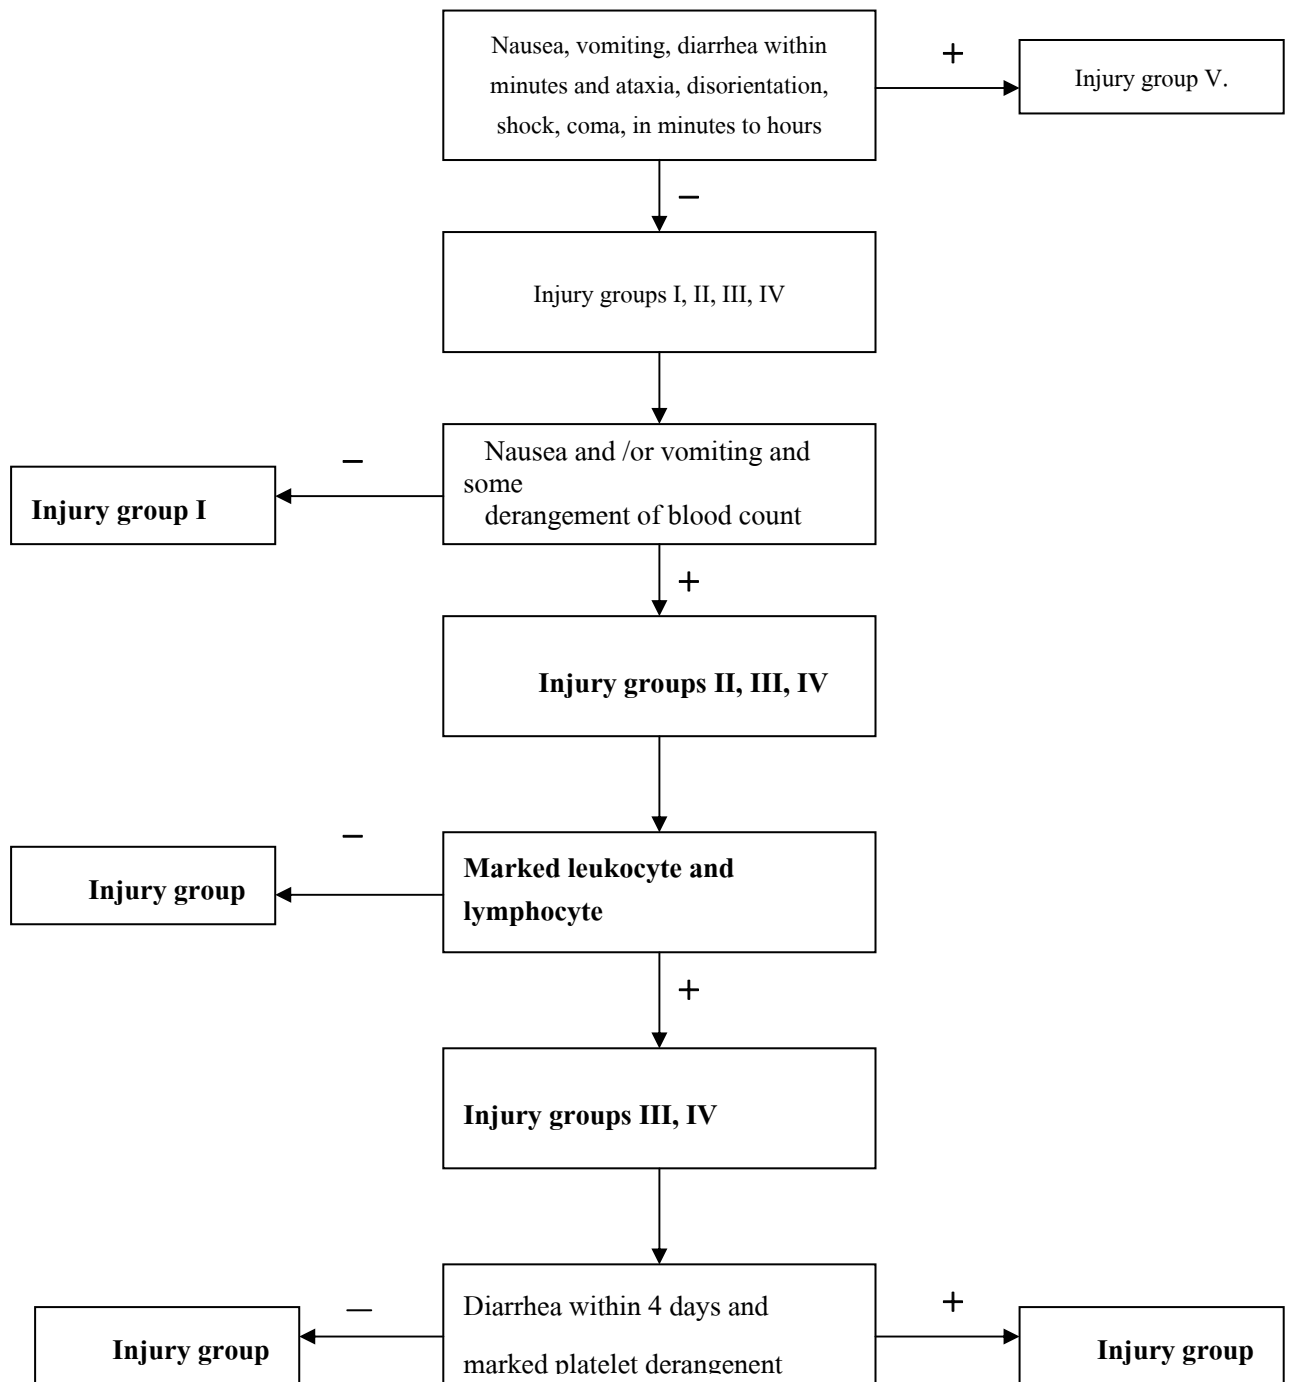 Nausea, vomiting, diarrhea within
minutes and ataxia, disorientation,
shock, coma, in minutes to hours
+
Injury group V.
−
Injury groups I, II, III, IV
Nausea and /or vomiting and
some
derangement of blood count
−
Injury group I
+
Injury groups II, III, IV
Marked leukocyte and
lymphocyte
−
Injury group
+
Injury groups III, IV
Diarrhea within 4 days and
marked platelet derangenent
−
Injury group
+
Injury group